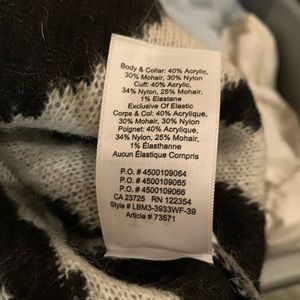 Body & Collar: 40% Acrylic,
30% Mohair, 30% Nylon
Cuff: 40% Acrylic,
34% Nylon, 25% Mohair,
1% Elastane
Exclusive Of Elastic
Corps & Col: 40% Acrylique,
30% Mohair, 30% Nylon
Poignet: 40% Acrylique,
34% Nylon, 25% Mohair,
1% Élasthanne
Aucun Élastique Compris
P.O. # 4500109064
P.O. # 4500109065
P.O. # 4500109066
CA 23725 RN 122354
Style # LBM3-3933WF-39
Article # 73571